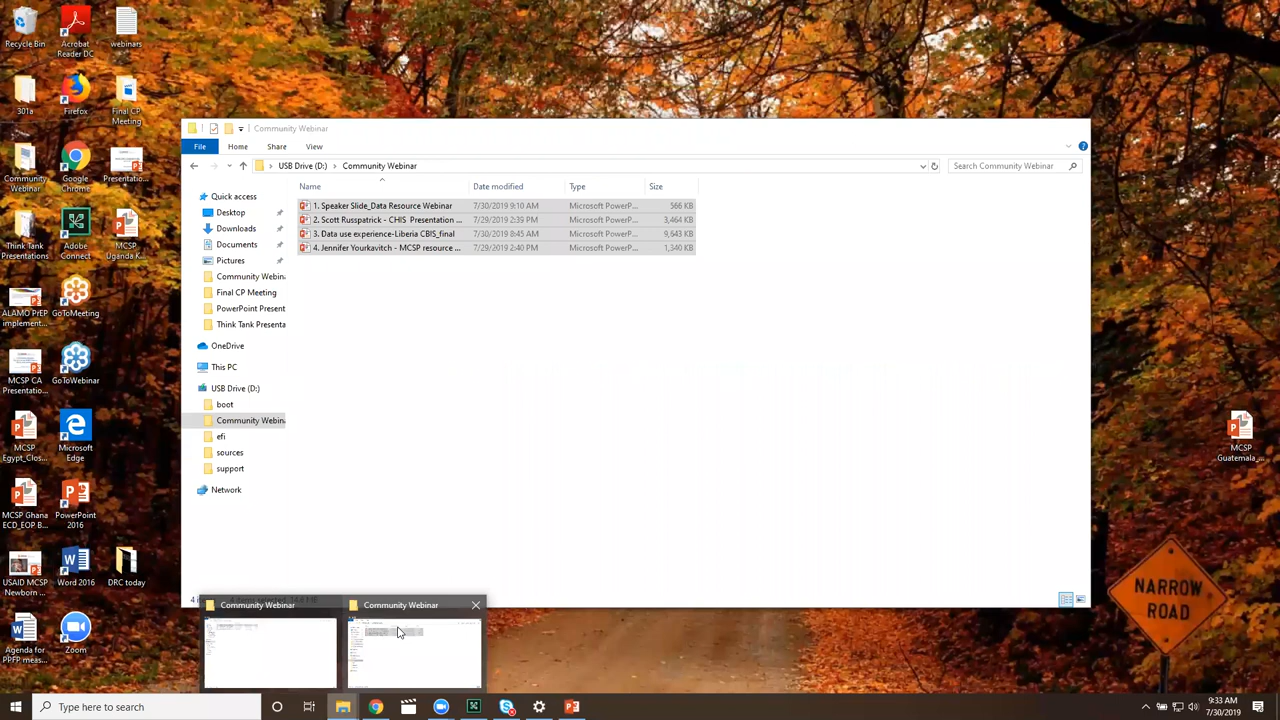 Recycle Bin
Acrobat
Reader DC
webinars
301a
Firefox
Final CP
Meeting
Community
Webinar
Google
Chrome
Presentatio...
Think Tank
Presentations
Adobe
Connect
MCSP
Uganda K...
ALAMO PrEP
implement...
GoToMeeting
MCSP CA
Presentatio...
GoToWebinar
MCSP
Egypt_Clos...
Microsoft
Edge
MCSP Ghana
ECD_EOP B...
PowerPoint
2016
USAID MCSP
Newborn ...
Word 2016
DRC today
Agenda for
PPFP meas...
Zoom
Community Webinar
File Home Share View
USB Drive (D:) > Community Webinar
Search Community Webinar
Name Date modified Type Size
1. Speaker Slide_Data Resource Webinar 7/30/2019 9:10 AM Microsoft PowerP... 566 KB
2. Scott Russpatrick - CHIS Presentation ... 7/29/2019 2:39 PM Microsoft PowerP... 3,464 KB
3. Data use experience-Liberia CBIS_final 7/30/2019 8:45 AM Microsoft PowerP... 9,643 KB
4. Jennifer Yourkavitch - MCSP resource ... 7/29/2019 2:40 PM Microsoft PowerP... 1,340 KB
Quick access
Desktop
Downloads
Documents
Pictures
Community Webin
Final CP Meeting
PowerPoint Present
Think Tank Presenta
OneDrive
This PC
USB Drive (D:)
boot
Community Webin
efi
sources
support
Network
Community Webinar
Community Webinar
MCSP
Guatemala_...
NARROW
ROAD
Type here to search
9:33 AM
7/30/2019